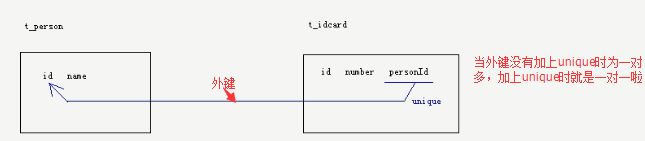 t_person
t_idcard
id name
id number personId
unique
外键
当外键没有加上unique时为一对
多，加上unique时就是一对一啦